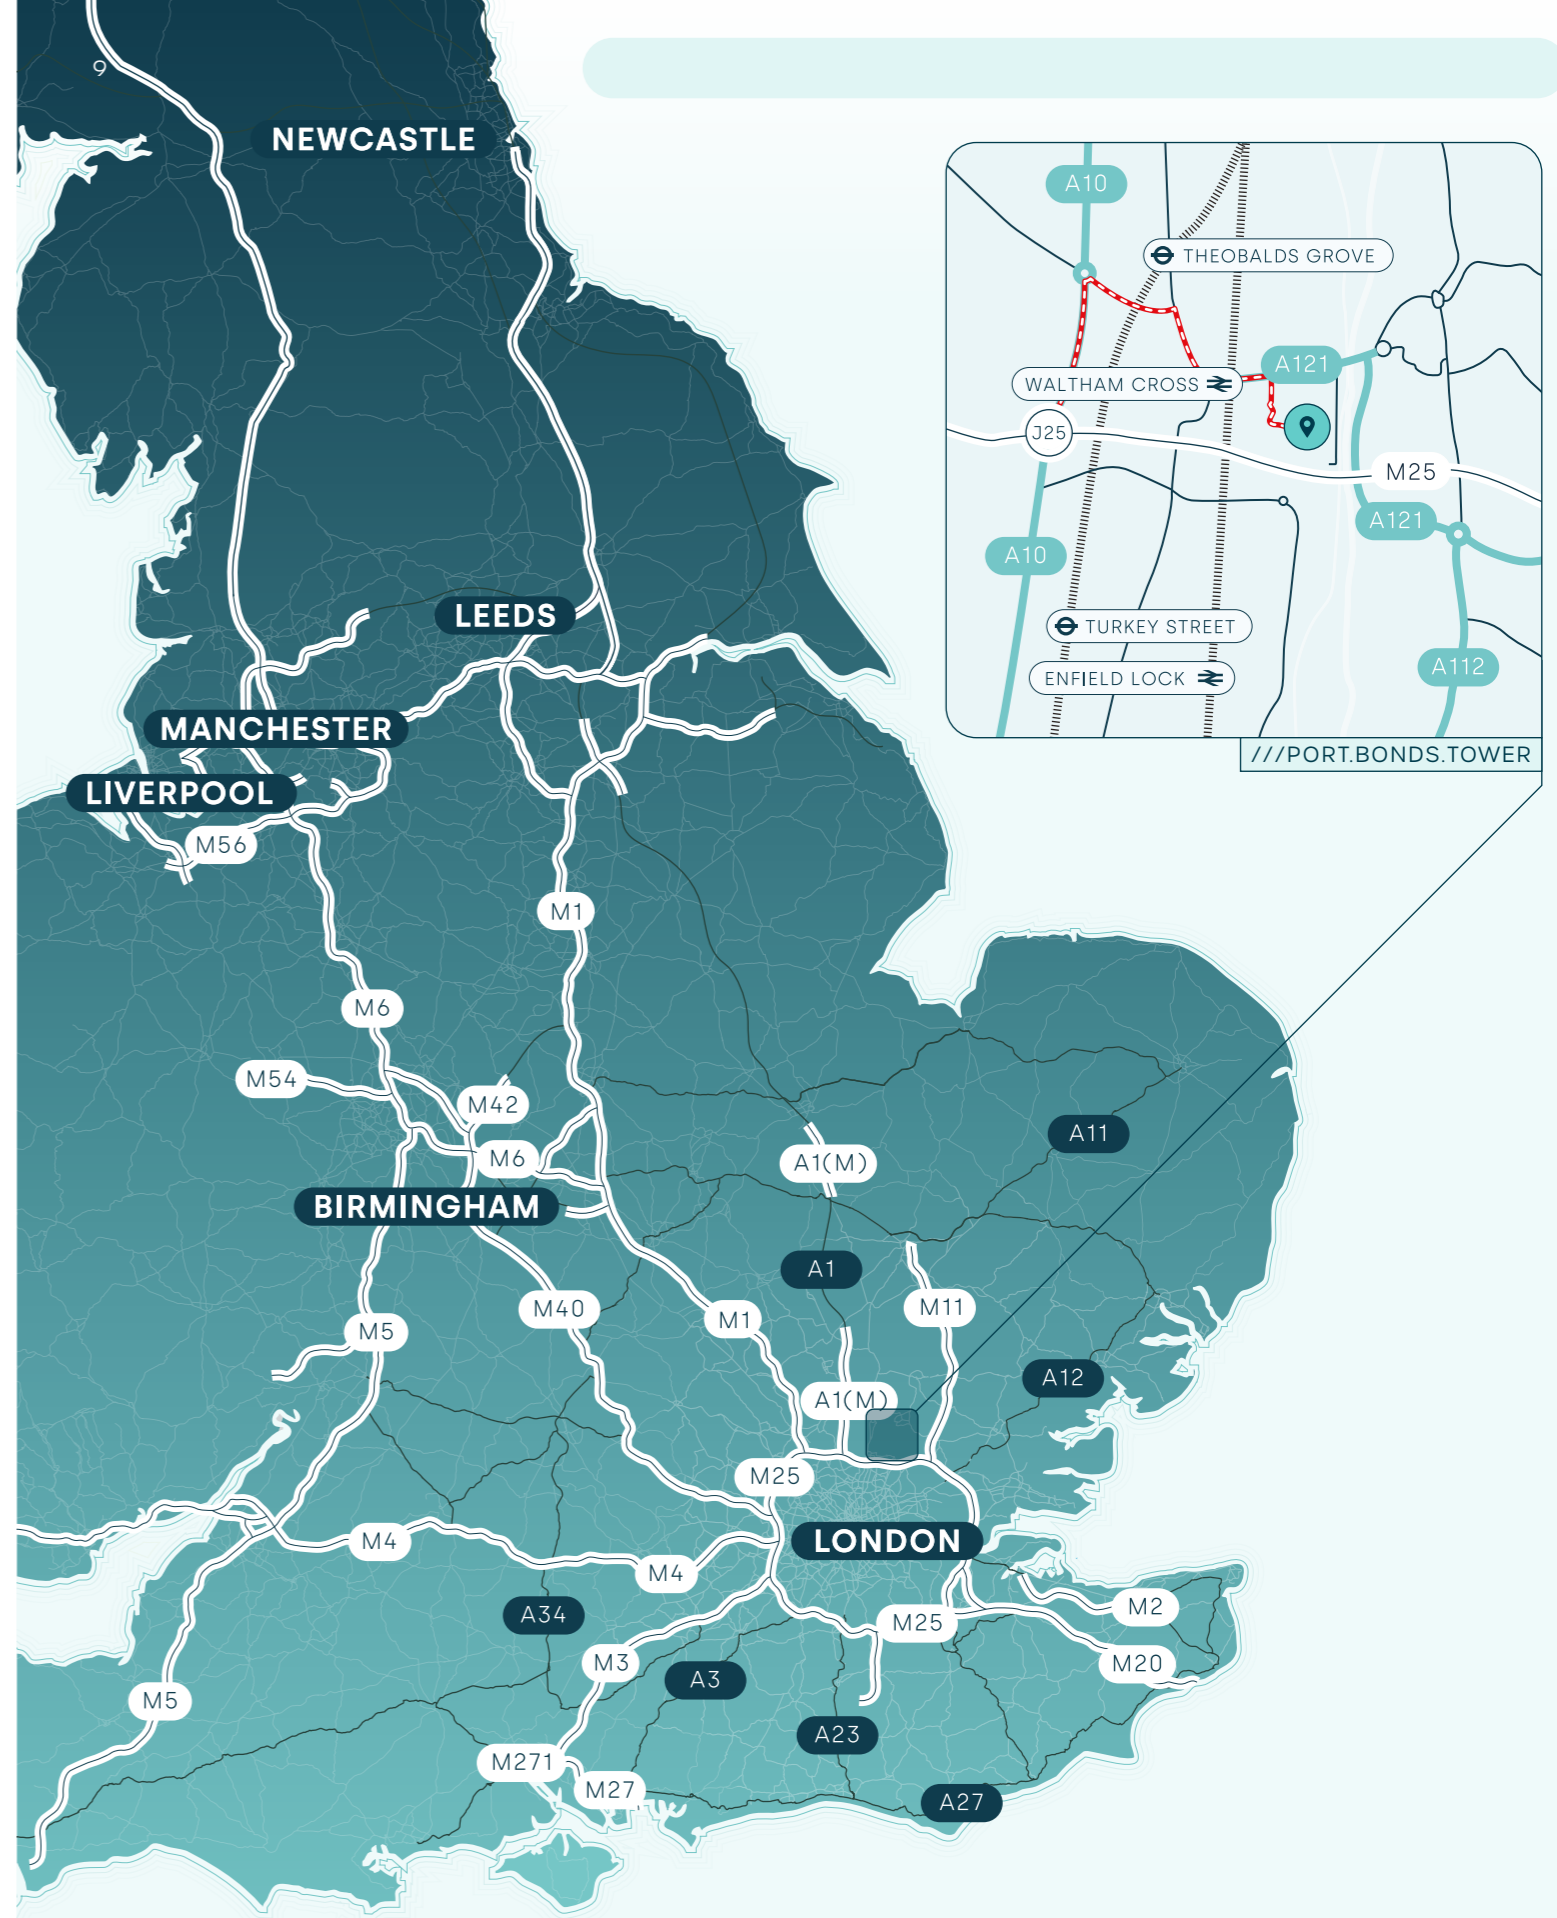 9
NEWCASTLE
A10
THEOBALDS GROVE
A121
WALTHAM CROSS
J25
M25
A121
A10
TURKEY STREET
ENFIELD LOCK
A112
///PORT.BONDS.TOWER
LEEDS
MANCHESTER
LIVERPOOL
M56
M1
M6
M54
M42
A11
M6
A1(M)
BIRMINGHAM
A1
M40
M11
M1
M5
A12
A1(M)
M25
M4
LONDON
M4
A34
M2
M25
M3
M20
A3
M5
A23
M271
M27
A27